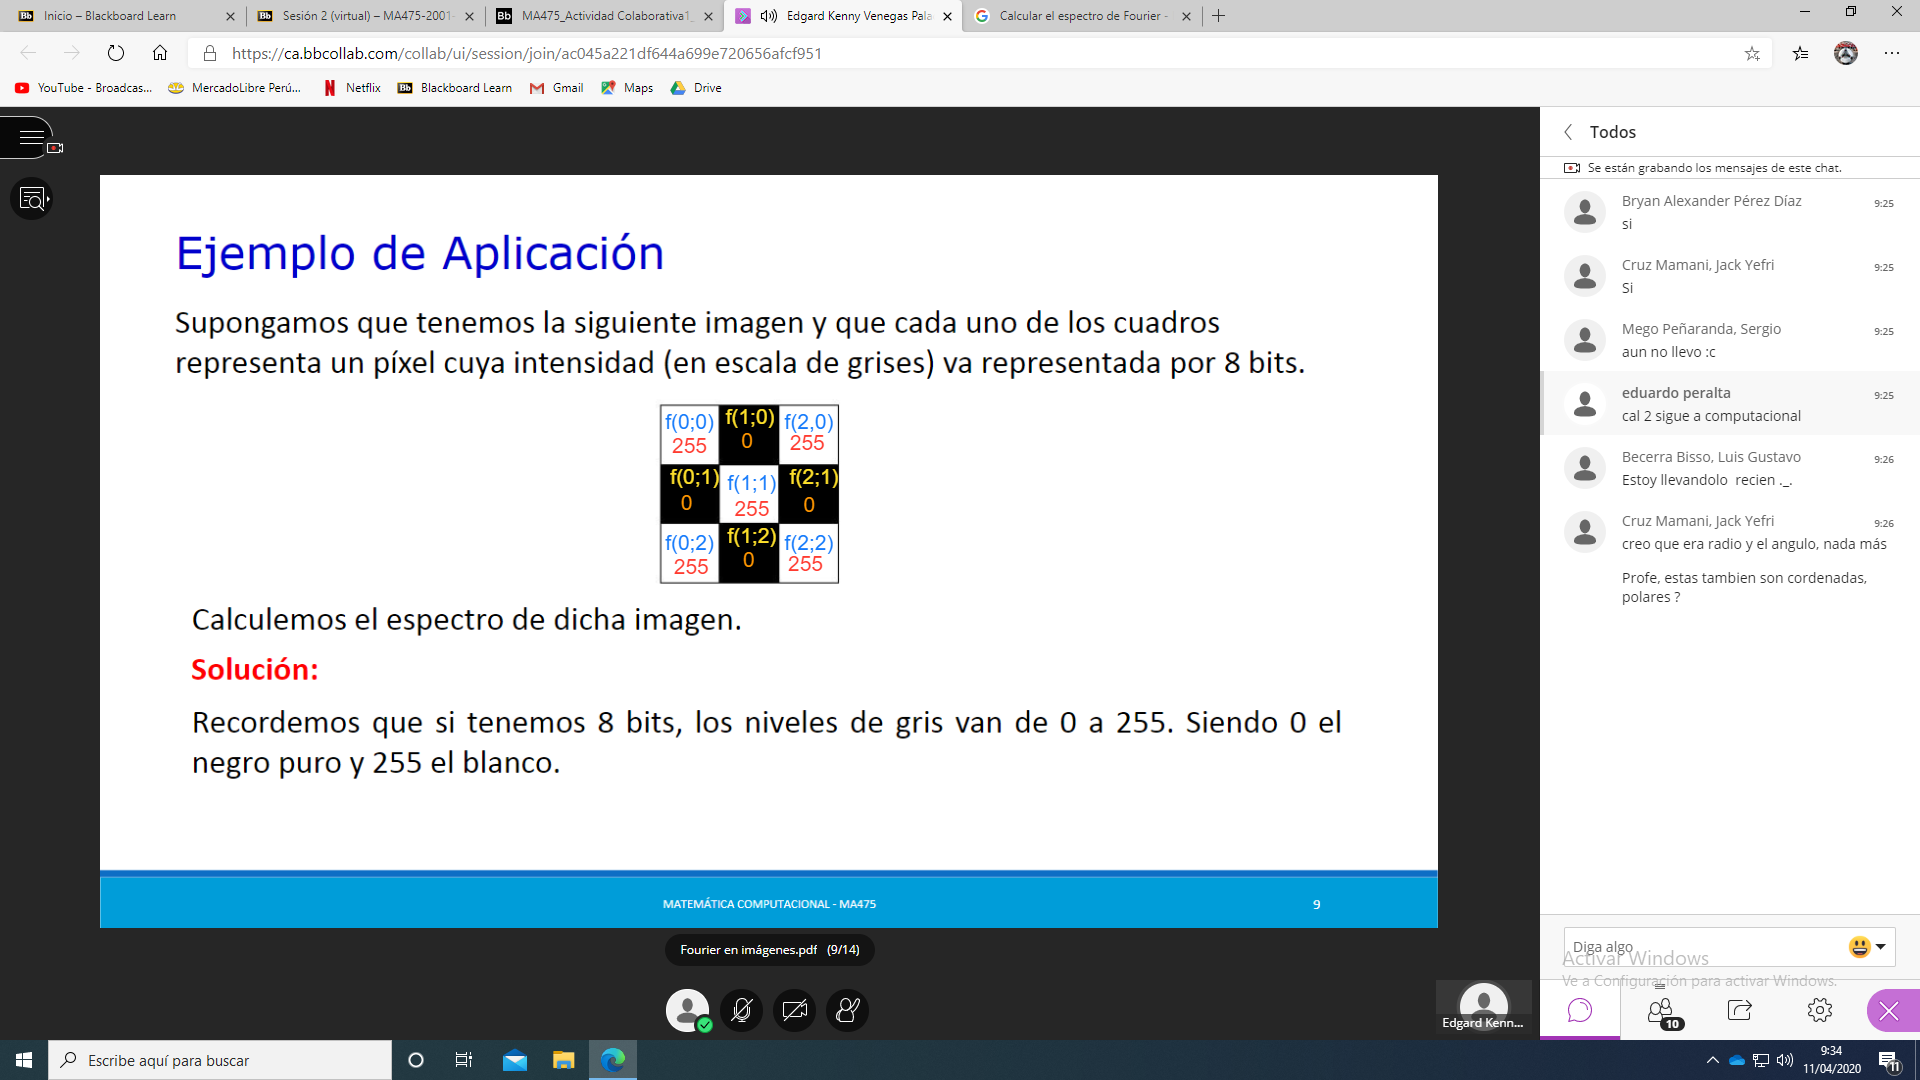 Inicio – Blackboard Learn
Sesión 2 (virtual) – MA475-2001-
MA475_Actividad Colaborativa1_
Edgard Kenny Venegas Pala
Calcular el espectro de Fourier -
https://ca.bbcollab.com/collab/ui/session/join/ac045a221df644a699e720656afcf951
YouTube - Broadcas...
MercadoLibre Perú...
Netflix
Blackboard Learn
Gmail
Maps
Drive
Ejemplo de Aplicación
Supongamos que tenemos la siguiente imagen y que cada uno de los cuadros
representa un píxel cuya intensidad (en escala de grises) va representada por 8 bits.
f(0;0) f(1;0) f(2,0)
255 0 255
f(0;1) f(1;1) f(2;1)
0 255 0
f(0;2) f(1;2) f(2;2)
255 0 255
Calculemos el espectro de dicha imagen.
Solución:
Recordemos que si tenemos 8 bits, los niveles de gris van de 0 a 255. Siendo 0 el
negro puro y 255 el blanco.
MATEMÁTICA COMPUTACIONAL - MA475
9
Fourier en imágenes.pdf (9/14)
Edgard Kenn...
Todos
Se están grabando los mensajes de este chat.
Bryan Alexander Pérez Díaz 9:25
si
Cruz Mamani, Jack Yefri 9:25
Si
Mego Peñaranda, Sergio 9:25
aun no llevo :c
eduardo peralta 9:25
cal 2 sigue a computacional
Becerra Bisso, Luis Gustavo 9:26
Estoy llevandolo recien ._.
Cruz Mamani, Jack Yefri 9:26
creo que era radio y el angulo, nada más
Profe, estas tambien son cordenadas,
polares ?
Diga algo
Activar Windows
Ve a Configuración para activar Windows.
10
Escribe aquí para buscar
9:34
11/04/2020
11